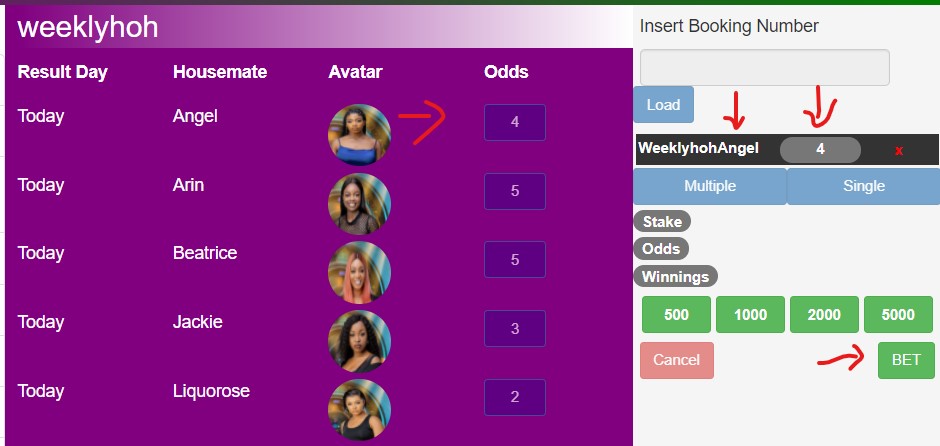 weeklyhoh
Result Day Housemate Avatar Odds
Today Angel 4
Today Arin 5
Today Beatrice 5
Today Jackie 3
Today Liquorose 2
Insert Booking Number
Load
WeeklyhohAngel 4 x
Multiple Single
Stake
Odds
Winnings
500 1000 2000 5000
Cancel BET